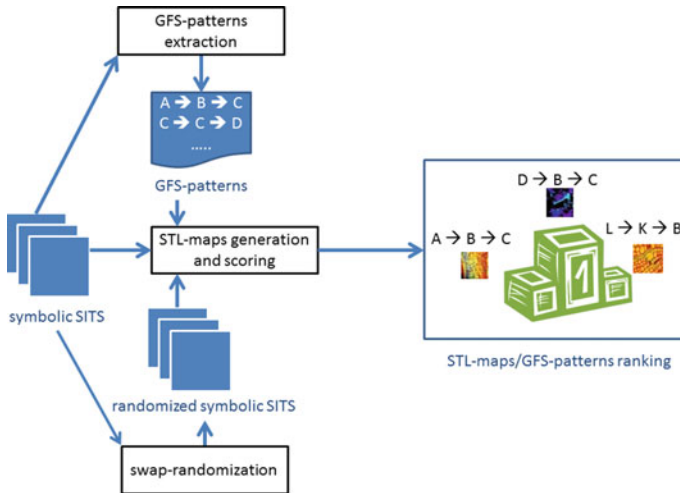 GFS-patterns
extraction
A → B → C
C → C → D
.....
GFS-patterns
STL-maps generation
and scoring
symbolic SITS
randomized symbolic SITS
swap-randomization
D → B → C
A → B → C
L → K → B
1
STL-maps/GFS-patterns ranking